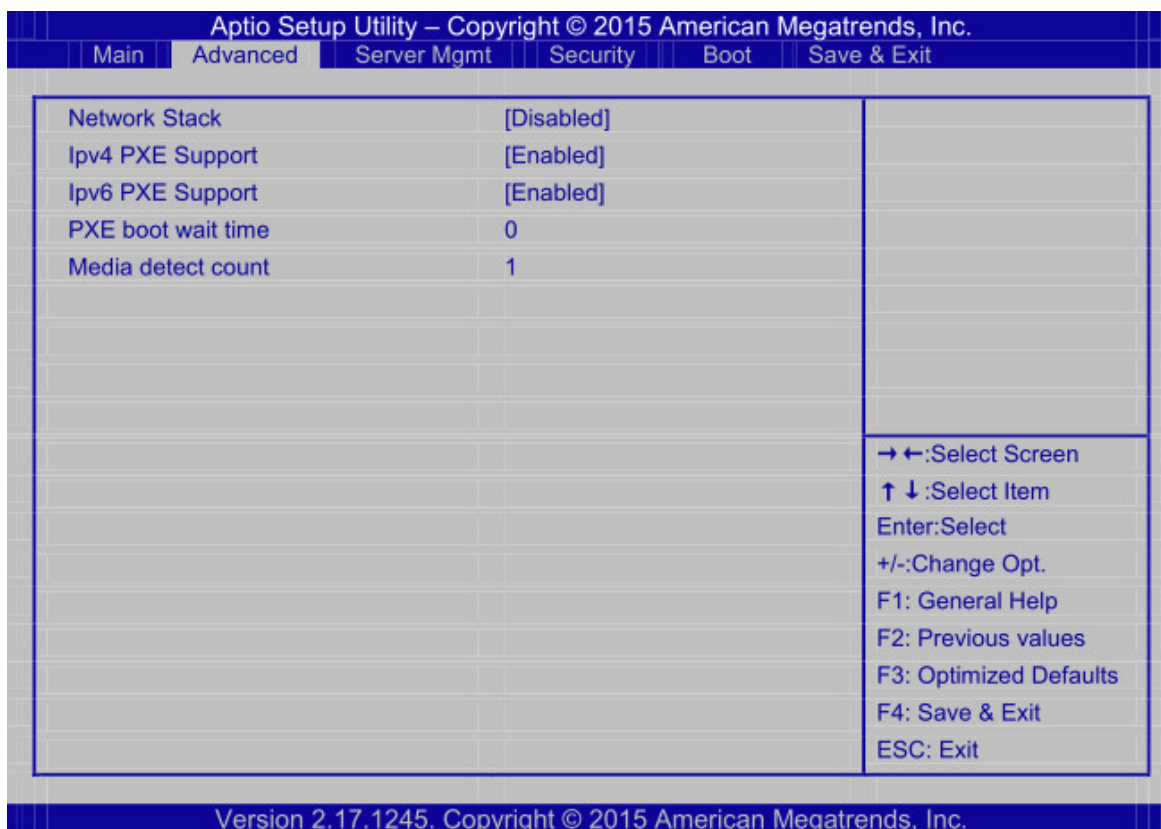 Aptio Setup Utility – Copyright © 2015 American Megatrends, Inc.
Main Advanced Server Mgmt Security Boot Save & Exit
Network Stack [Disabled]
Ipv4 PXE Support [Enabled]
Ipv6 PXE Support [Enabled]
PXE boot wait time 0
Media detect count 1
→←:Select Screen
↑↓:Select Item
Enter:Select
+/-:Change Opt.
F1: General Help
F2: Previous values
F3: Optimized Defaults
F4: Save & Exit
ESC: Exit
Version 2.17.1245. Copyright © 2015 American Megatrends, Inc.